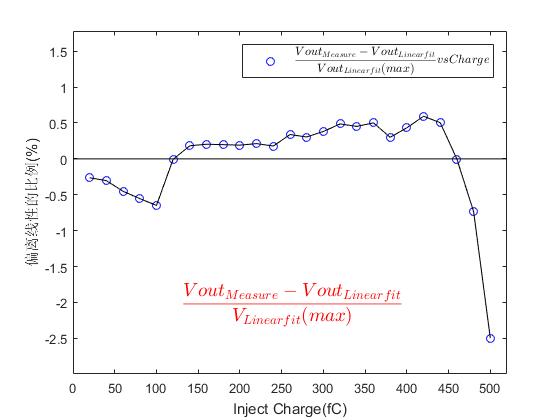 1.5
1
0.5
0
-0.5
-1
-1.5
-2
-2.5
偏离线性的比例(%)
Vout_Measure − Vout_Linearfit
Vout_Linearfit(max)
vsCharge
Vout_Measure − Vout_Linearfit
V_Linearfit(max)
0 50 100 150 200 250 300 350 400 450 500
Inject Charge(fC)